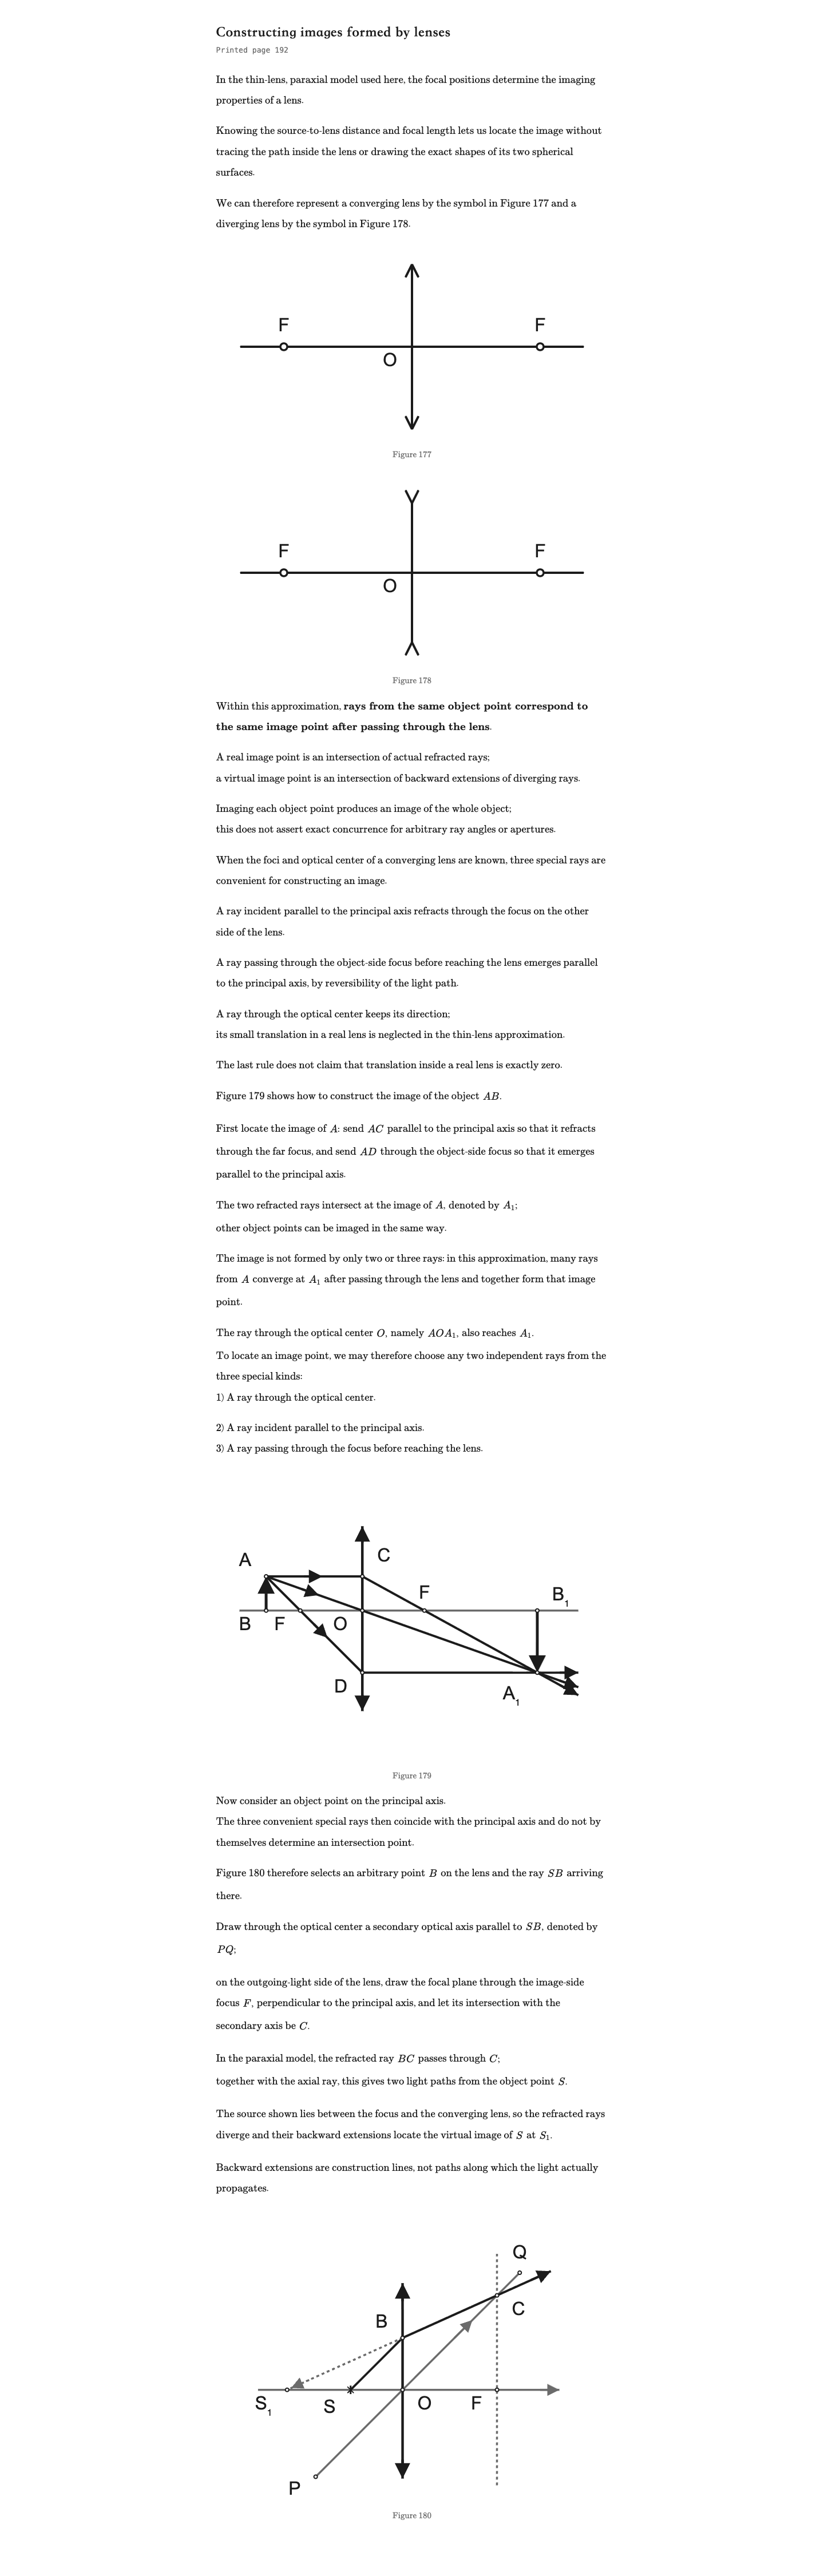 Constructing images formed by lenses
Printed page 192
In the thin-lens, paraxial model used here, the focal positions determine the imaging
properties of a lens.
Knowing the source-to-lens distance and focal length lets us locate the image without
tracing the path inside the lens or drawing the exact shapes of its two spherical
surfaces.
We can therefore represent a converging lens by the symbol in Figure 177 and a
diverging lens by the symbol in Figure 178.
F F
O
Figure 177
F F
O
Figure 178
Within this approximation, rays from the same object point correspond to
the same image point after passing through the lens.
A real image point is an intersection of actual refracted rays;
a virtual image point is an intersection of backward extensions of diverging rays.
Imaging each object point produces an image of the whole object;
this does not assert exact concurrence for arbitrary ray angles or apertures.
When the foci and optical center of a converging lens are known, three special rays are
convenient for constructing an image.
A ray incident parallel to the principal axis refracts through the focus on the other
side of the lens.
A ray passing through the object-side focus before reaching the lens emerges parallel
to the principal axis, by reversibility of the light path.
A ray through the optical center keeps its direction;
its small translation in a real lens is neglected in the thin-lens approximation.
The last rule does not claim that translation inside a real lens is exactly zero.
Figure 179 shows how to construct the image of the object AB.
First locate the image of A: send AC parallel to the principal axis so that it refracts
through the far focus, and send AD through the object-side focus so that it emerges
parallel to the principal axis.
The two refracted rays intersect at the image of A, denoted by A₁;
other object points can be imaged in the same way.
The image is not formed by only two or three rays: in this approximation, many rays
from A converge at A₁ after passing through the lens and together form that image
point.
The ray through the optical center O, namely AOA₁, also reaches A₁.
To locate an image point, we may therefore choose any two independent rays from the
three special kinds:
1) A ray through the optical center.
2) A ray incident parallel to the principal axis.
3) A ray passing through the focus before reaching the lens.
A C
F B₁
B F O
D A₁
Figure 179
Now consider an object point on the principal axis.
The three convenient special rays then coincide with the principal axis and do not by
themselves determine an intersection point.
Figure 180 therefore selects an arbitrary point B on the lens and the ray SB arriving
there.
Draw through the optical center a secondary optical axis parallel to SB, denoted by
PQ;
on the outgoing-light side of the lens, draw the focal plane through the image-side
focus F, perpendicular to the principal axis, and let its intersection with the
secondary axis be C.
In the paraxial model, the refracted ray BC passes through C;
together with the axial ray, this gives two light paths from the object point S.
The source shown lies between the focus and the converging lens, so the refracted rays
diverge and their backward extensions locate the virtual image of S at S₁.
Backward extensions are construction lines, not paths along which the light actually
propagates.
Q
B C
S₁ S O F
P
Figure 180